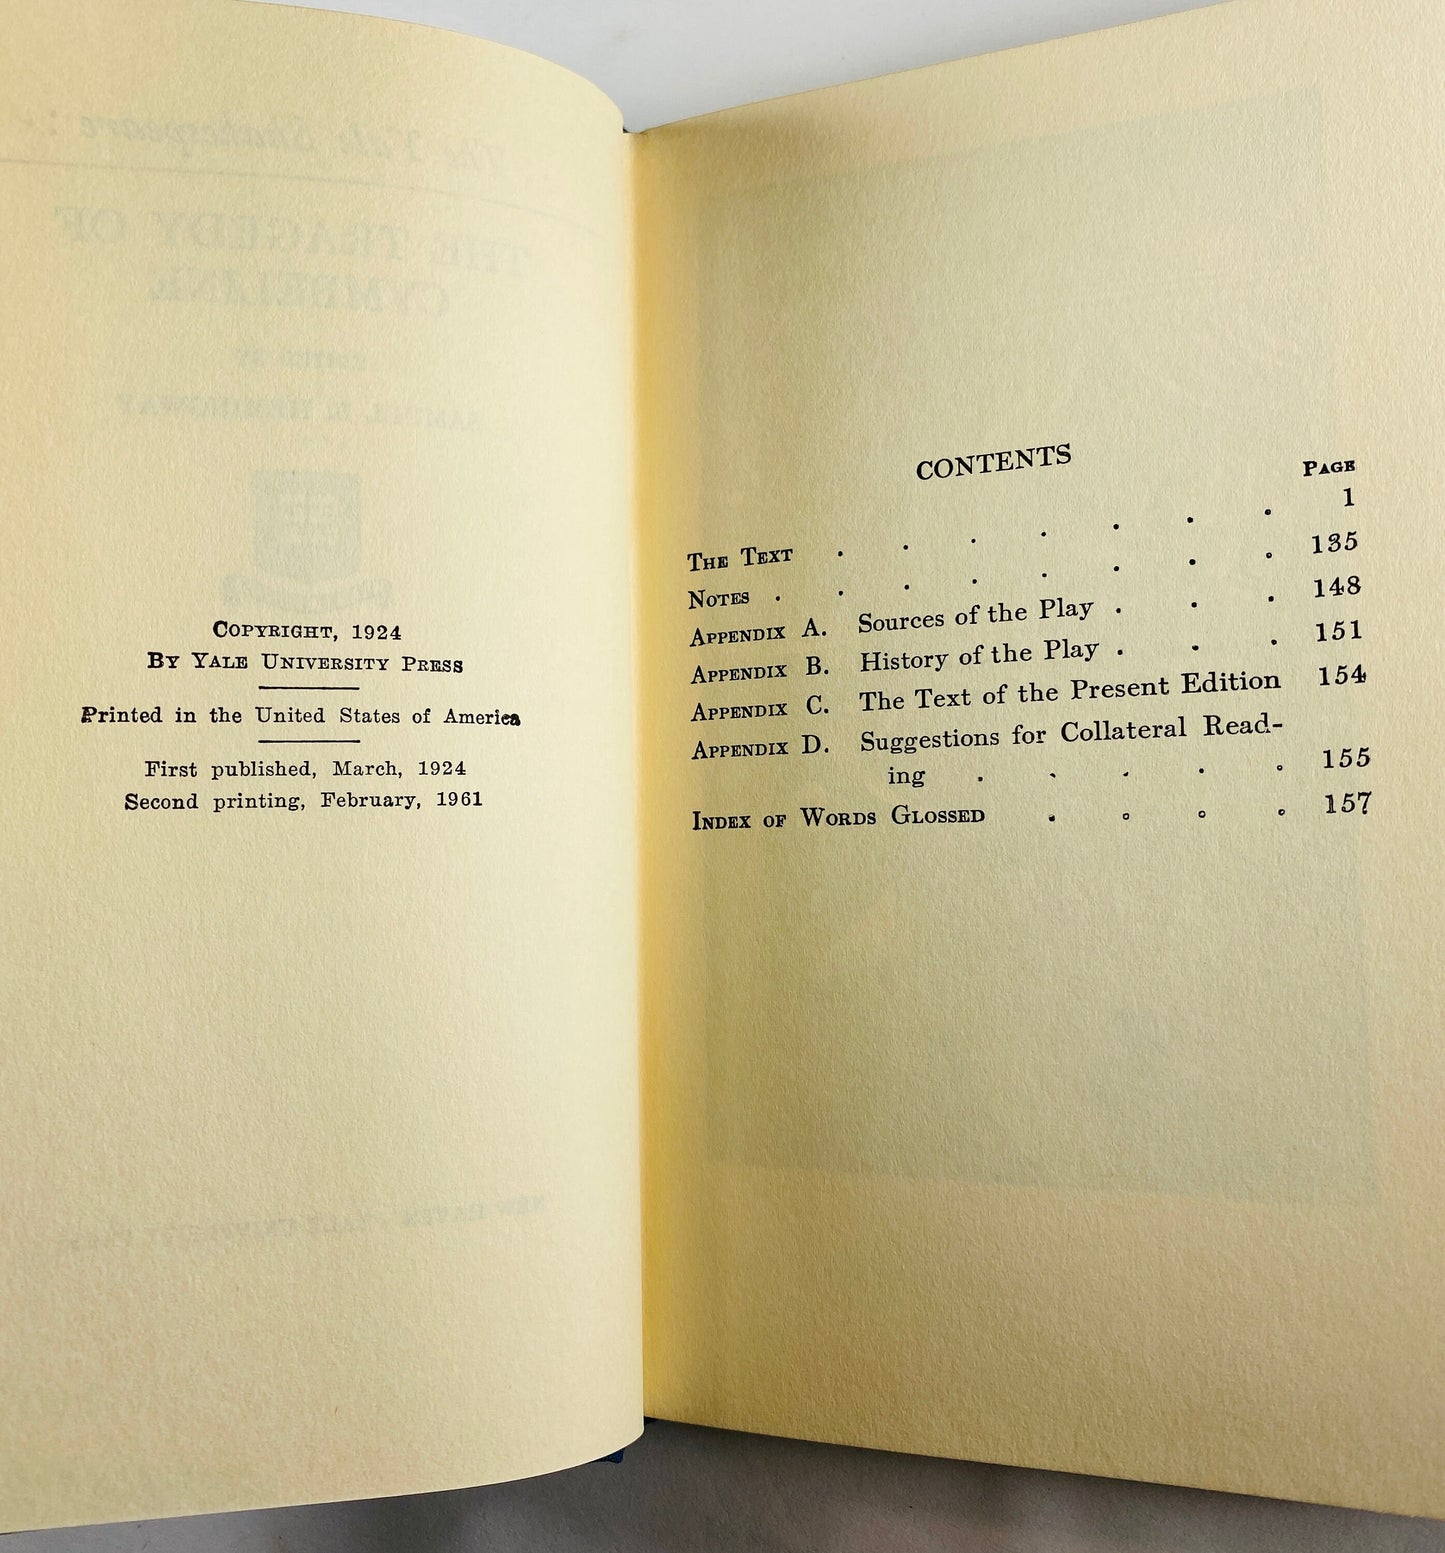 COPYRIGHT, 1924
BY YALE UNIVERSITY PRESS
Printed in the United States of America
First published, March, 1924
Second printing, February, 1961
CONTENTS
PAGE
THE TEXT . . . . . . . 1
NOTES . . . . . . . . 135
APPENDIX A. Sources of the Play . . . 148
APPENDIX B. History of the Play . . . 151
APPENDIX C. The Text of the Present Edition 154
APPENDIX D. Suggestions for Collateral Read-
ing . . . . . 155
INDEX OF WORDS GLOSSED . . . . 157